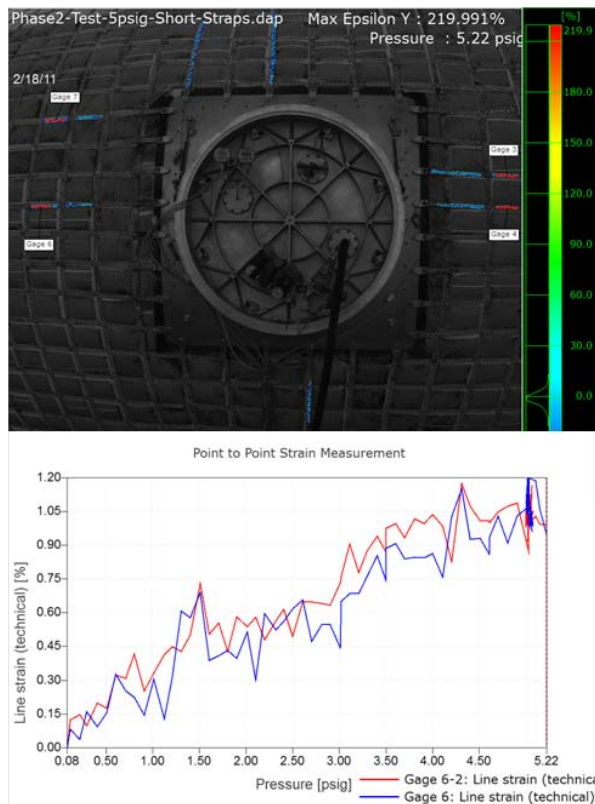 Phase2-Test-5psig-Short-Straps.dap Max Epsilon Y : 219.991%
Pressure : 5.22 psig
2/18/11
[%]
219.9
180.0
150.0
120.0
90.0
60.0
30.0
0.0
Gage 7
Gage 3
Gage 6
Gage 4
Point to Point Strain Measurement
Line strain (technical) [%]
1.20
1.05
0.90
0.75
0.60
0.45
0.30
0.15
0.00
0.08 0.50 1.00 1.50 2.00 2.50 3.00 3.50 4.00 4.50 5.22
Pressure [psig]
Gage 6-2: Line strain (technica
Gage 6: Line strain (technical)